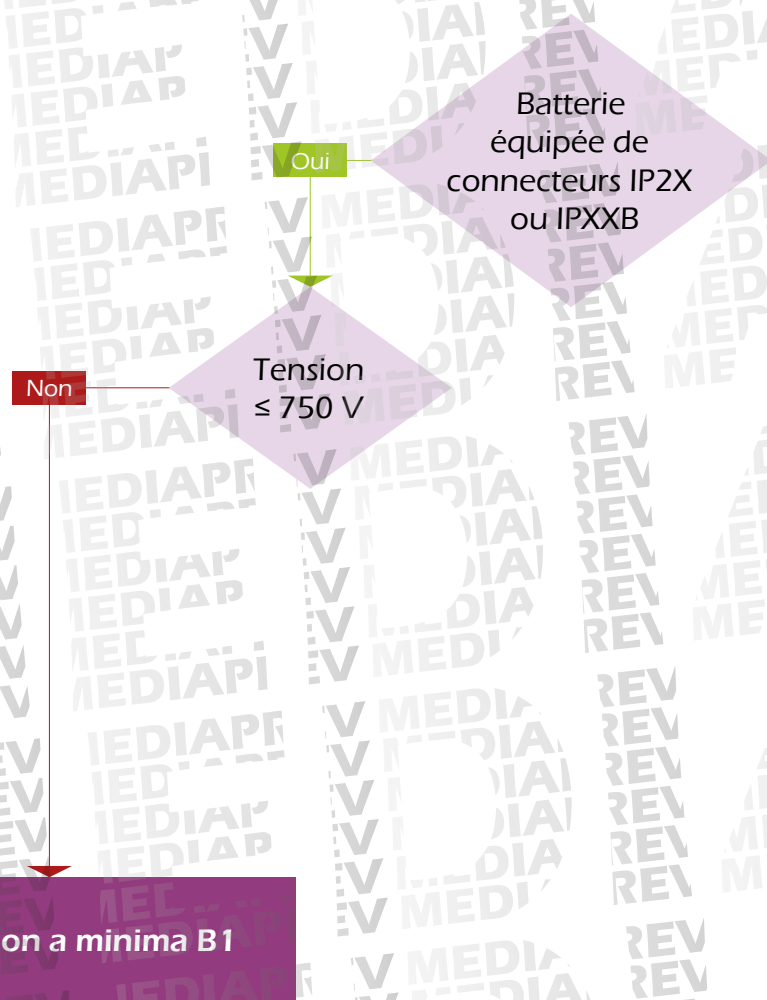 Batterie
équipée de
connecteurs IP2X
ou IPXXB
Oui
Tension
≤ 750 V
Non
on a minima B1